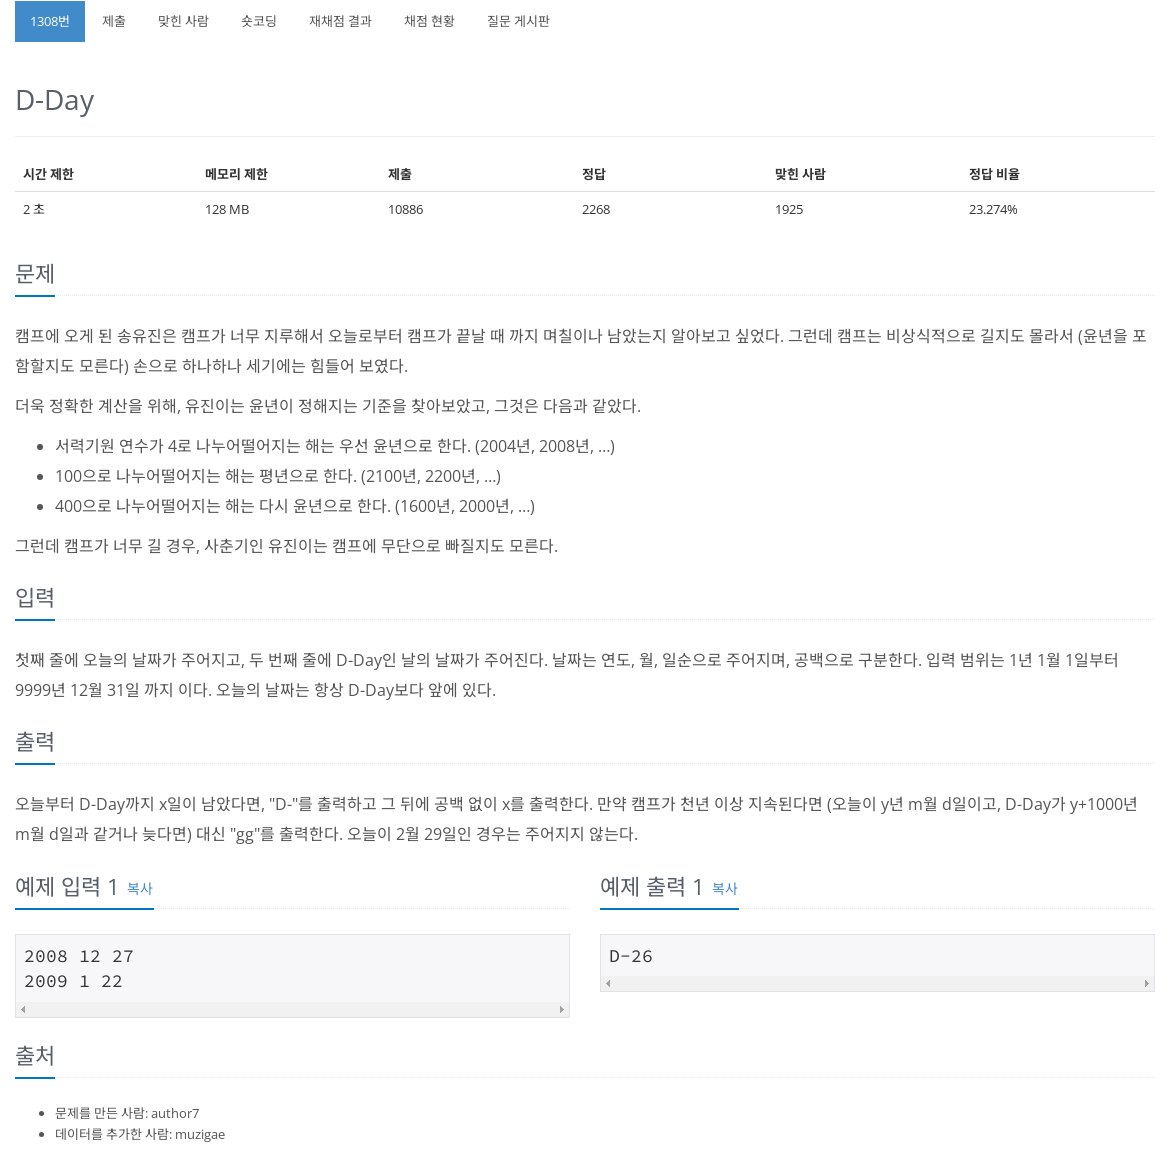 1308번 제출 맞힌 사람 숏코딩 재채점 결과 채점 현황 질문 게시판
D-Day
시간 제한 메모리 제한 제출 정답 맞힌 사람 정답 비율
2 초 128 MB 10886 2268 1925 23.274%
문제
캠프에 오게 된 송유진은 캠프가 너무 지루해서 오늘로부터 캠프가 끝날 때 까지 며칠이나 남았는지 알아보고 싶었다. 그런데 캠프는 비상식적으로 길지도 몰라서 (윤년을 포
함할지도 모른다) 손으로 하나하나 세기에는 힘들어 보였다.
더욱 정확한 계산을 위해, 유진이는 윤년이 정해지는 기준을 찾아보았고, 그것은 다음과 같았다.
서력기원 연수가 4로 나누어떨어지는 해는 우선 윤년으로 한다. (2004년, 2008년, …)
100으로 나누어떨어지는 해는 평년으로 한다. (2100년, 2200년, …)
400으로 나누어떨어지는 해는 다시 윤년으로 한다. (1600년, 2000년, …)
그런데 캠프가 너무 길 경우, 사춘기인 유진이는 캠프에 무단으로 빠질지도 모른다.
입력
첫째 줄에 오늘의 날짜가 주어지고, 두 번째 줄에 D-Day인 날의 날짜가 주어진다. 날짜는 연도, 월, 일순으로 주어지며, 공백으로 구분한다. 입력 범위는 1년 1월 1일부터
9999년 12월 31일 까지 이다. 오늘의 날짜는 항상 D-Day보다 앞에 있다.
출력
오늘부터 D-Day까지 x일이 남았다면, "D-"를 출력하고 그 뒤에 공백 없이 x를 출력한다. 만약 캠프가 천년 이상 지속된다면 (오늘이 y년 m월 d일이고, D-Day가 y+1000년
m월 d일과 같거나 늦다면) 대신 "gg"를 출력한다. 오늘이 2월 29일인 경우는 주어지지 않는다.
예제 입력 1 복사
2008 12 27
2009 1 22
예제 출력 1 복사
D-26
출처
문제를 만든 사람: author7
데이터를 추가한 사람: muzigae